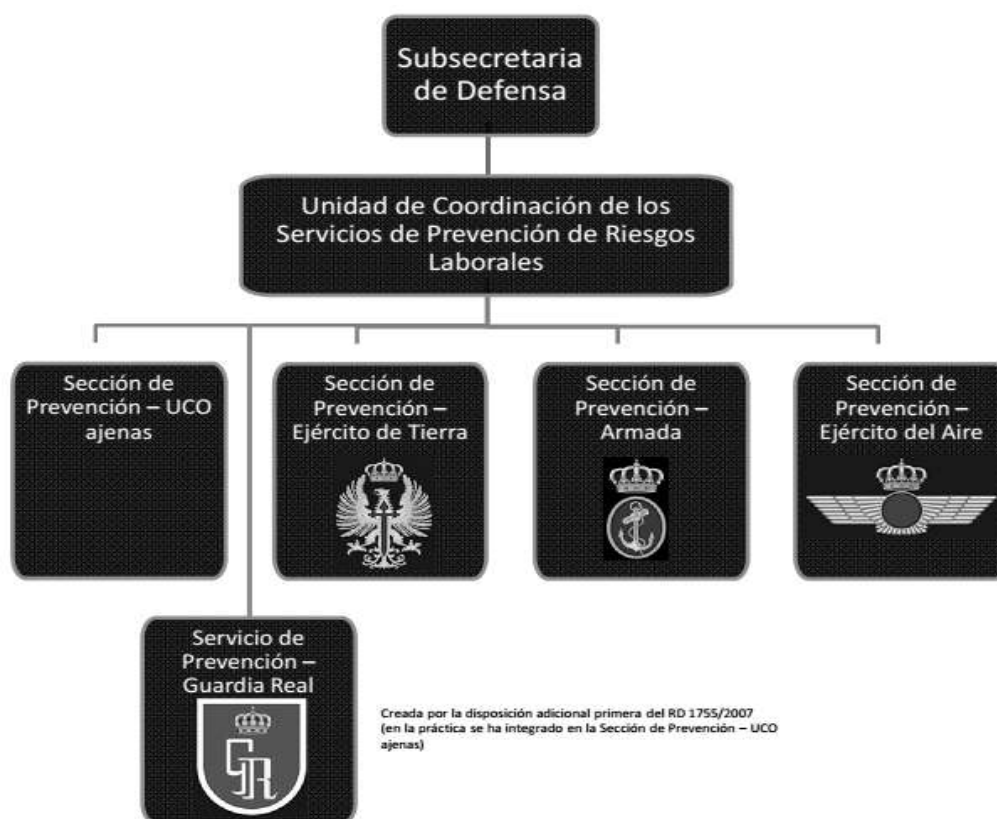 Subsecretaria
de Defensa
Unidad de Coordinación de los
Servicios de Prevención de Riesgos
Laborales
Sección de
Prevención – UCO
ajenas
Sección de
Prevención –
Ejército de Tierra
Sección de
Prevención –
Armada
Sección de
Prevención –
Ejército del Aire
Servicio de
Prevención –
Guardia Real
GR
Creada por la disposición adicional primera del RD 1755/2007
(en la práctica se ha integrado en la Sección de Prevención – UCO
ajenas)